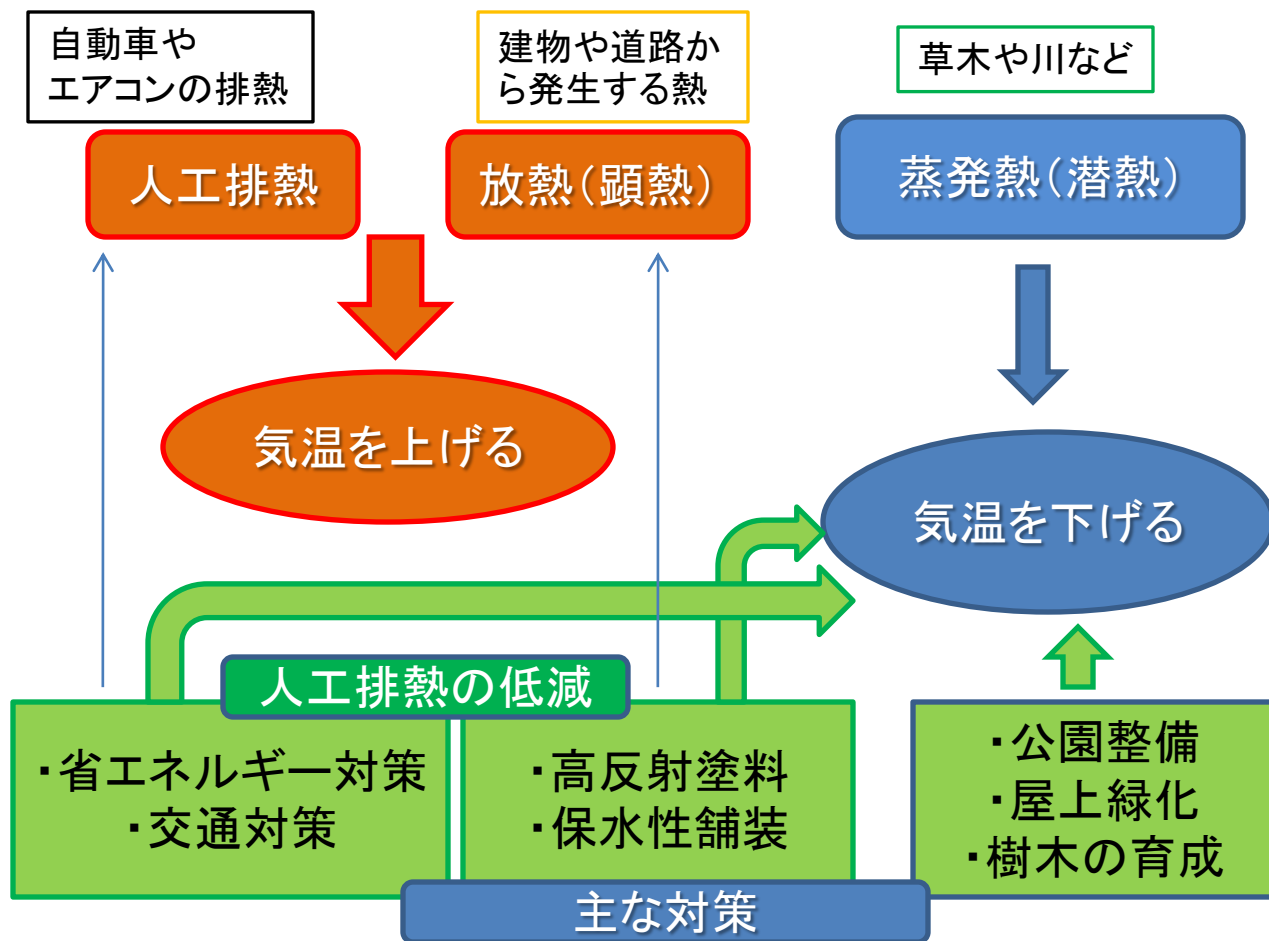 自動車や
エアコンの排熱
建物や道路か
ら発生する熱
草木や川など
人工排熱
放熱(顕熱)
蒸発熱(潜熱)
気温を上げる
気温を下げる
人工排熱の低減
・省エネルギー対策
・交通対策
・高反射塗料
・保水性舗装
・公園整備
・屋上緑化
・樹木の育成
主な対策